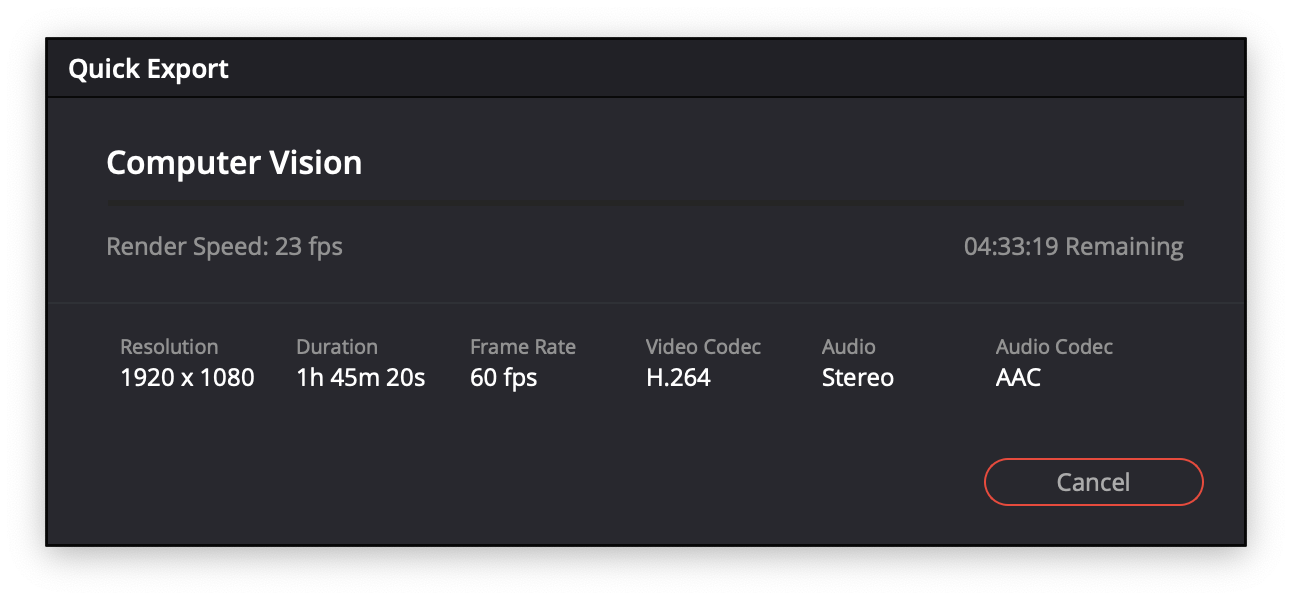 Quick Export
Computer Vision
Render Speed: 23 fps 04:33:19 Remaining
Resolution Duration Frame Rate Video Codec Audio Audio Codec
1920 x 1080 1h 45m 20s 60 fps H.264 Stereo AAC
Cancel